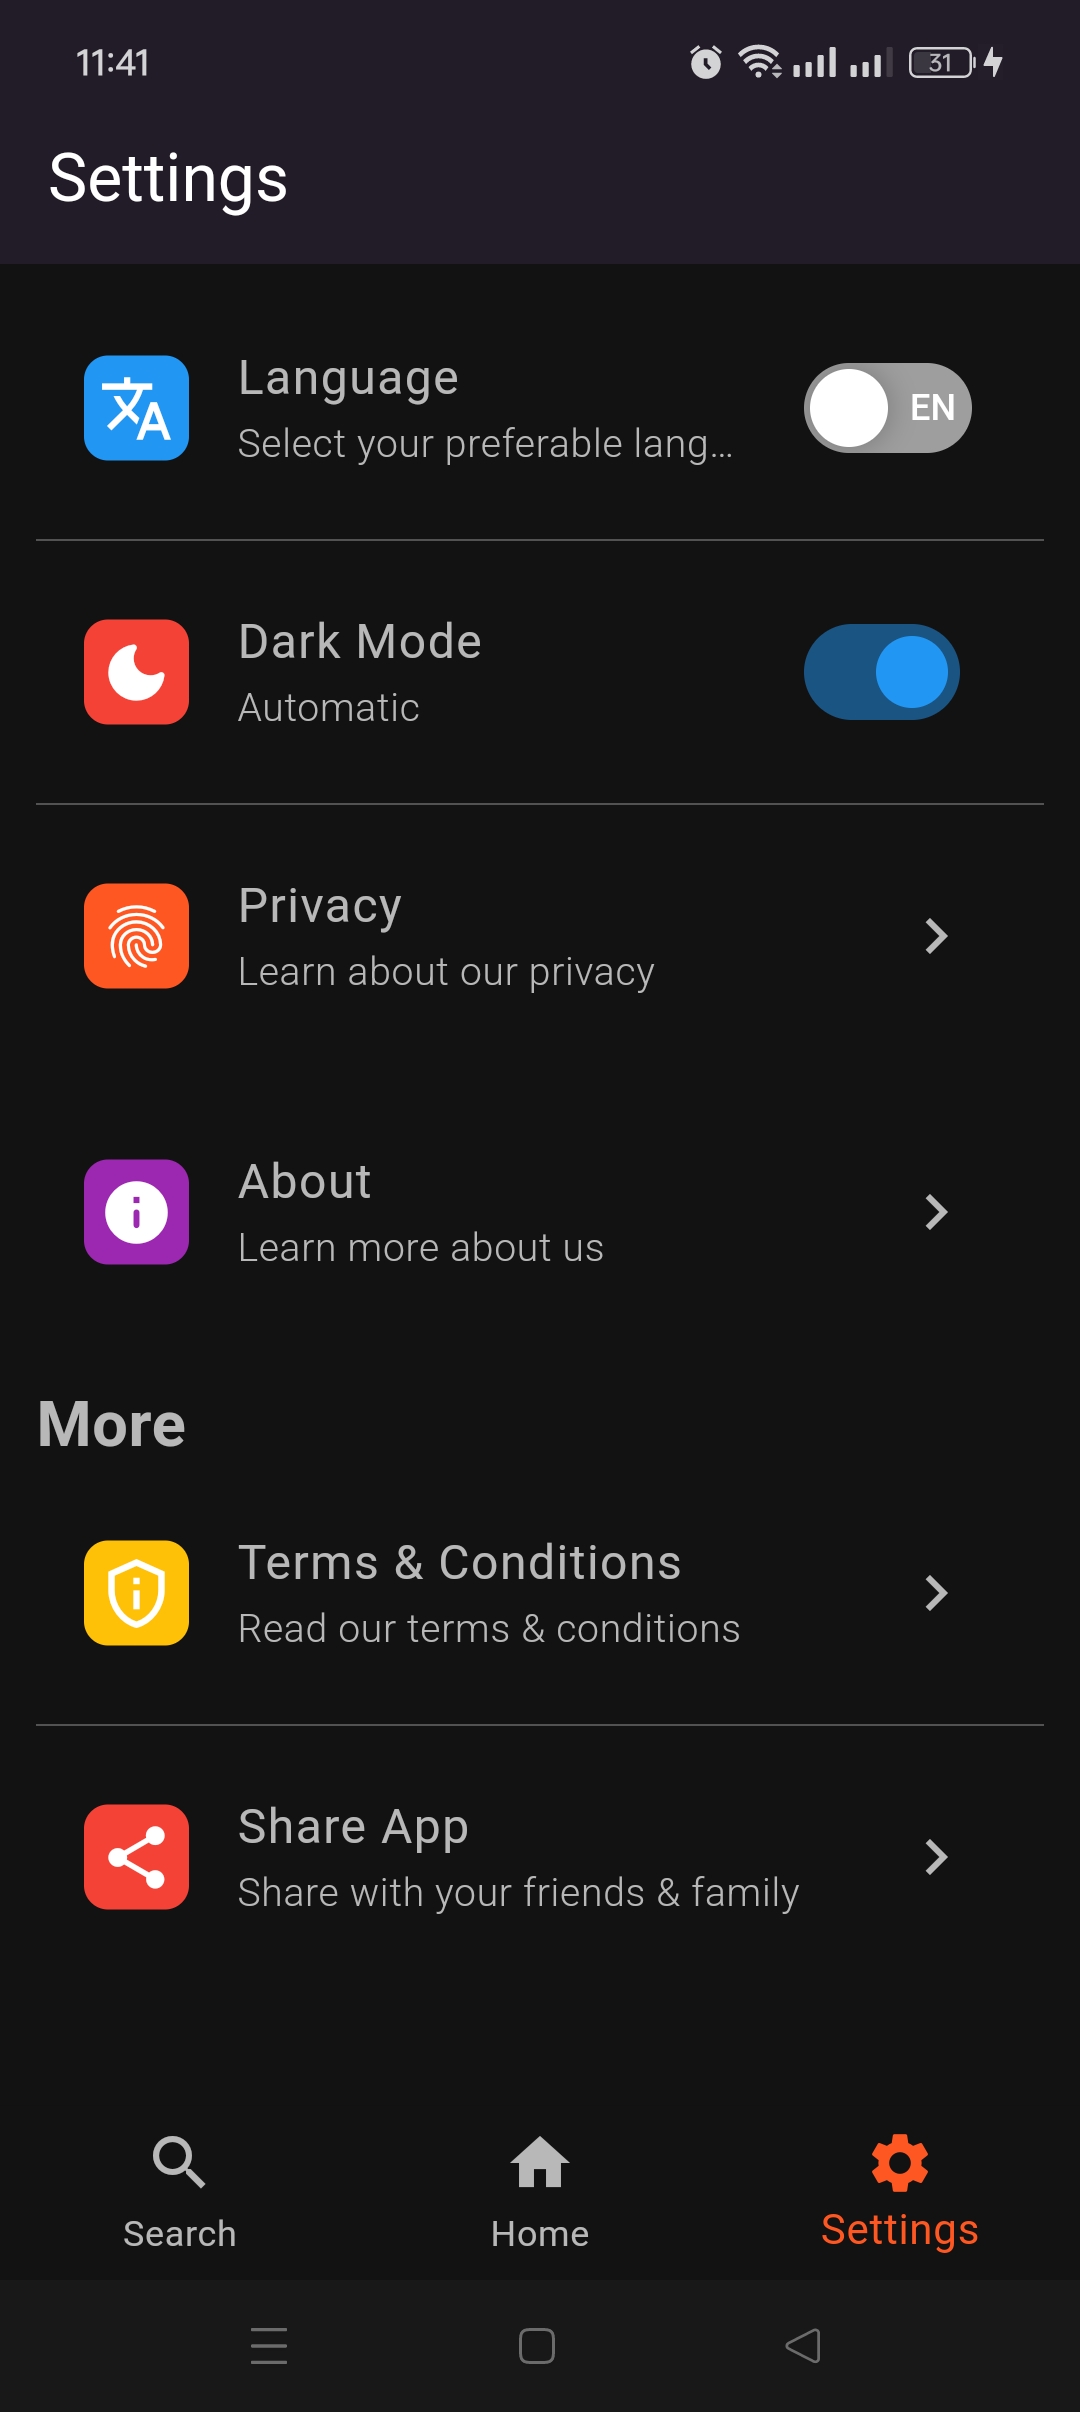 11:41
31
Settings
Language
EN
Select your preferable lang...
Dark Mode
Automatic
Privacy
Learn about our privacy
About
Learn more about us
More
Terms & Conditions
Read our terms & conditions
Share App
Share with your friends & family
Search
Home
Settings